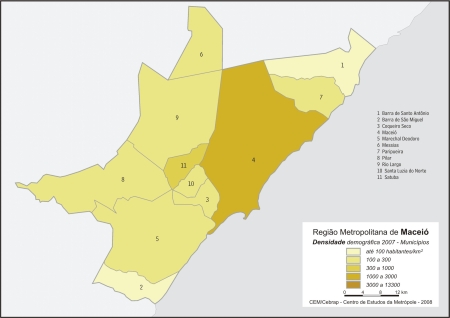 6
1
7
9
4
11
10
8
3
5
2
1 Barra de Santo Antônio
2 Barra de São Miguel
3 Coqueiro Seco
4 Maceió
5 Marechal Deodoro
6 Messias
7 Paripueira
8 Pilar
9 Rio Largo
10 Santa Luzia do Norte
11 Satuba
Região Metropolitana de Maceió
Densidade demográfica 2007 - Municípios
até 100 habitantes/km²
100 a 300
300 a 1000
1000 a 3000
3000 a 13300
0 4 8 12 km
CEM/Cebrap - Centro de Estudos da Metrópole - 2008